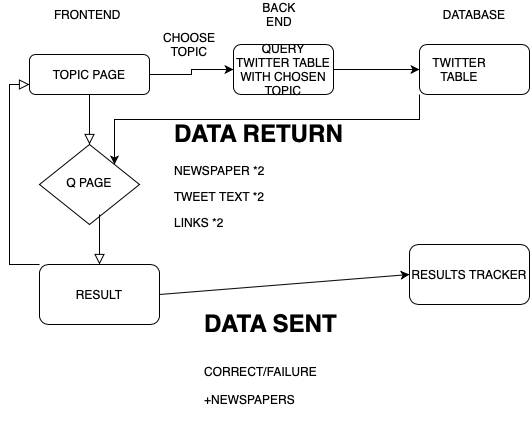 FRONTEND
BACK
END
DATABASE
CHOOSE
TOPIC
TOPIC PAGE
QUERY
TWITTER TABLE
WITH CHOSEN
TOPIC
TWITTER
TABLE
DATA RETURN
Q PAGE
NEWSPAPER *2
TWEET TEXT *2
LINKS *2
RESULT
RESULTS TRACKER
DATA SENT
CORRECT/FAILURE
+NEWSPAPERS